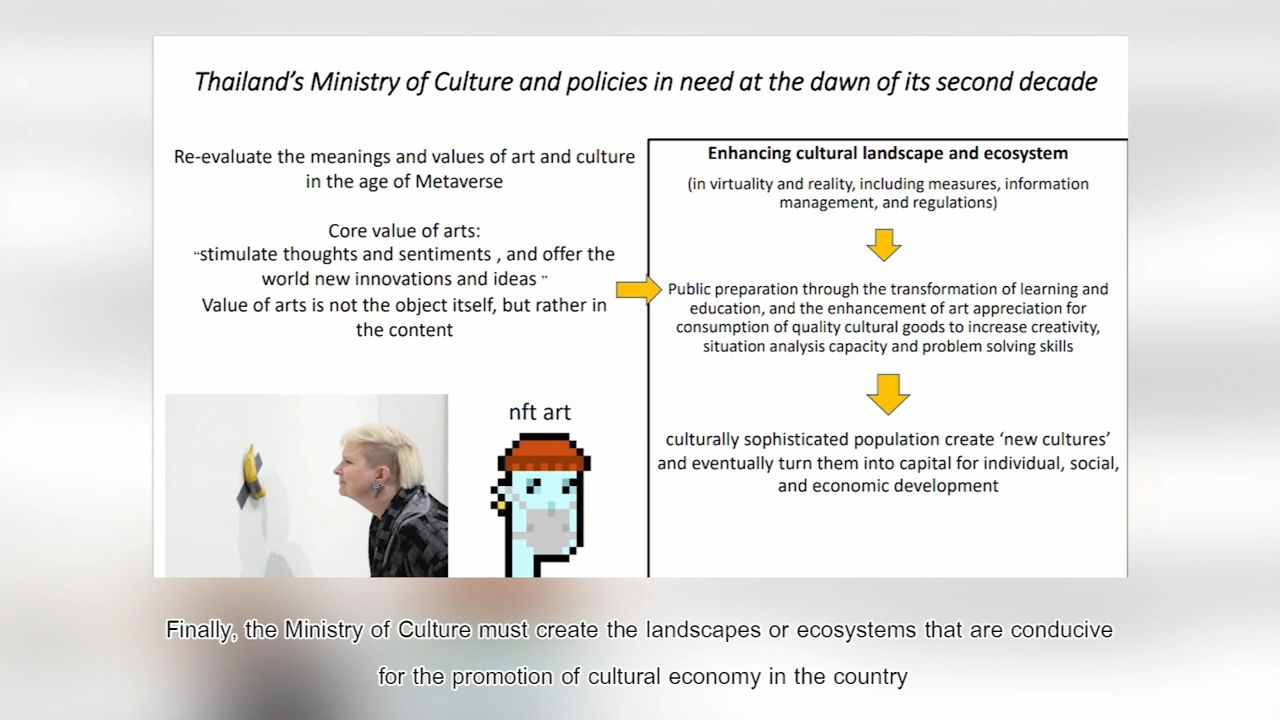 Thailand's Ministry of Culture and policies in need at the dawn of its second decade
Re-evaluate the meanings and values of art and culture
in the age of Metaverse
Core value of arts:
“stimulate thoughts and sentiments , and offer the
world new innovations and ideas ”
Value of arts is not the object itself, but rather in
the content
nft art
Enhancing cultural landscape and ecosystem
(in virtuality and reality, including measures, information
management, and regulations)
Public preparation through the transformation of learning and
education, and the enhancement of art appreciation for
consumption of quality cultural goods to increase creativity,
situation analysis capacity and problem solving skills
culturally sophisticated population create ‘new cultures’
and eventually turn them into capital for individual, social,
and economic development
Finally, the Ministry of Culture must create the landscapes or ecosystems that are conducive
for the promotion of cultural economy in the country